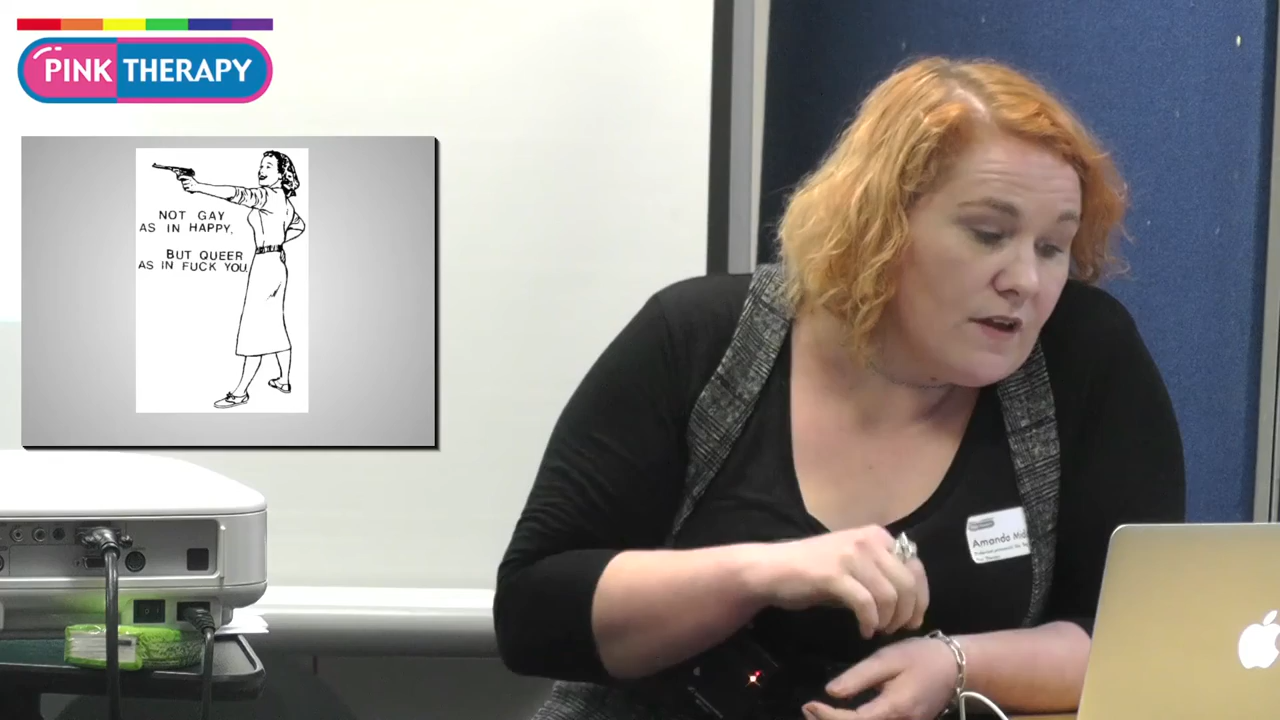 PINK THERAPY
NOT GAY
AS IN HAPPY,
BUT QUEER
AS IN FUCK YOU.
Amanda